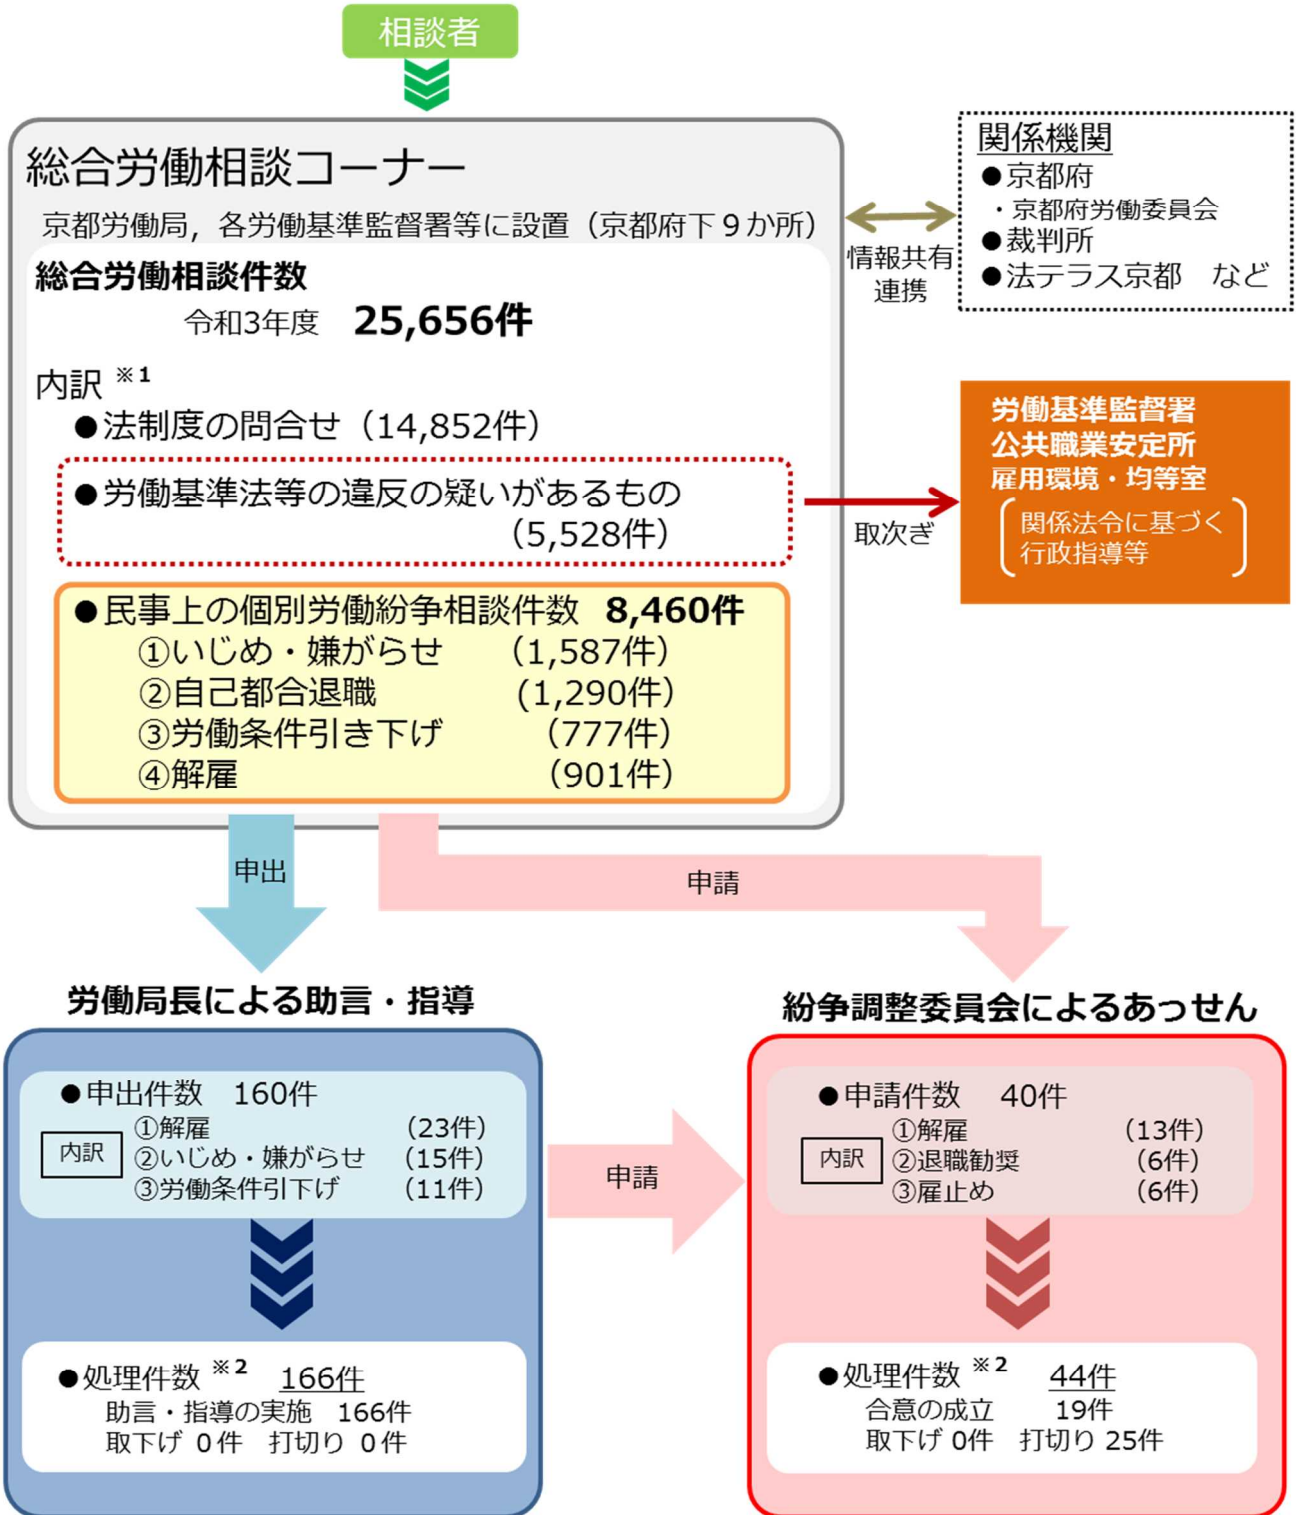 相談者
総合労働相談コーナー
京都労働局，各労働基準監督署等に設置（京都府下９か所）
総合労働相談件数
令和3年度 25,656件
内訳 ※1
●法制度の問合せ（14,852件）
●労働基準法等の違反の疑いがあるもの
（5,528件）
●民事上の個別労働紛争相談件数 8,460件
①いじめ・嫌がらせ （1,587件）
②自己都合退職 (1,290件）
③労働条件引き下げ （777件）
④解雇 （901件）
情報共有
連携
関係機関
●京都府
・京都府労働委員会
●裁判所
●法テラス京都 など
取次ぎ
労働基準監督署
公共職業安定所
雇用環境・均等室
関係法令に基づく
行政指導等
申出
申請
労働局長による助言・指導
●申出件数 160件
内訳
①解雇 (23件）
②いじめ・嫌がらせ （15件）
③労働条件引下げ （11件）
●処理件数 ※2 166件
助言・指導の実施 166件
取下げ ０件 打切り ０件
申請
紛争調整委員会によるあっせん
●申請件数 40件
内訳
①解雇 （13件）
②退職勧奨 （6件）
③雇止め （6件）
●処理件数 ※2 44件
合意の成立 19件
取下げ 0件 打切り 25件